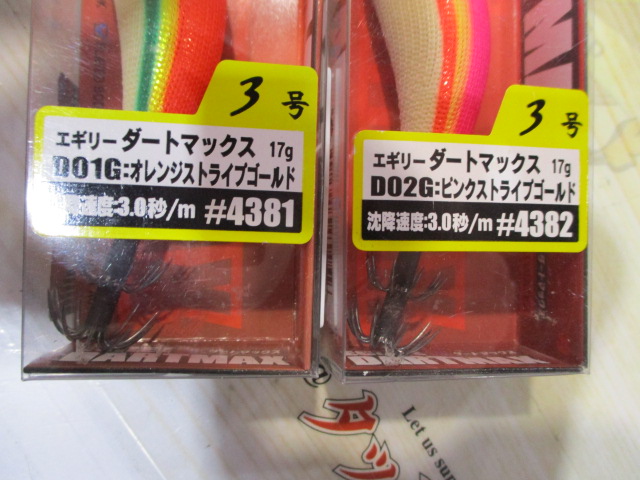 3号
エギリー ダートマックス 17g
D01G:オレンジストライプゴールド
速度:3.0秒/m #4381
DARTMAX
3号
エギリー ダートマックス 17g
D02G:ピンクストライプゴールド
沈降速度:3.0秒/m #4382
DARTMAX
タッ
Let us